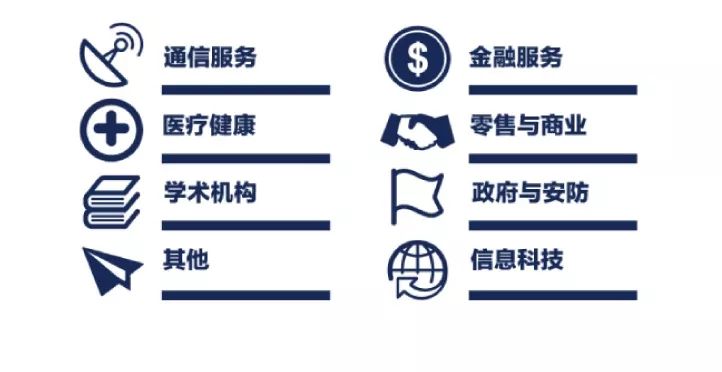 通信服务
金融服务
医疗健康
零售与商业
学术机构
政府与安防
其他
信息科技